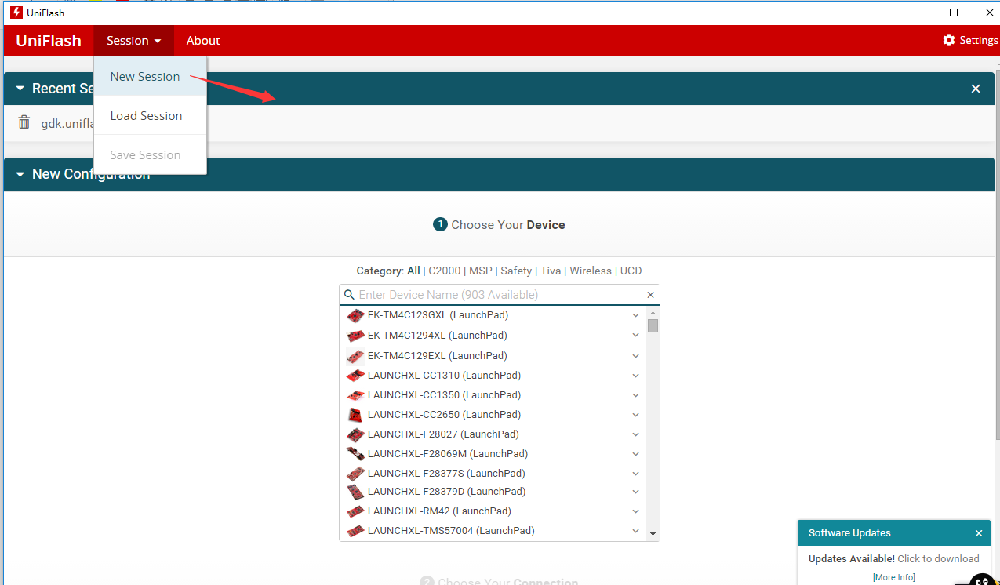 UniFlash
UniFlash Session About Settings
New Session
Recent Se
Load Session
gdk.unifla
Save Session
New Configuration
1 Choose Your Device
Category: All | C2000 | MSP | Safety | Tiva | Wireless | UCD
Enter Device Name (903 Available)
EK-TM4C123GXL (LaunchPad)
EK-TM4C1294XL (LaunchPad)
EK-TM4C129EXL (LaunchPad)
LAUNCHXL-CC1310 (LaunchPad)
LAUNCHXL-CC1350 (LaunchPad)
LAUNCHXL-CC2650 (LaunchPad)
LAUNCHXL-F28027 (LaunchPad)
LAUNCHXL-F28069M (LaunchPad)
LAUNCHXL-F28377S (LaunchPad)
LAUNCHXL-F28379D (LaunchPad)
LAUNCHXL-RM42 (LaunchPad)
LAUNCHXL-TMS57004 (LaunchPad)
Software Updates
Updates Available! Click to download
[More Info]
2 Choose Your Connection